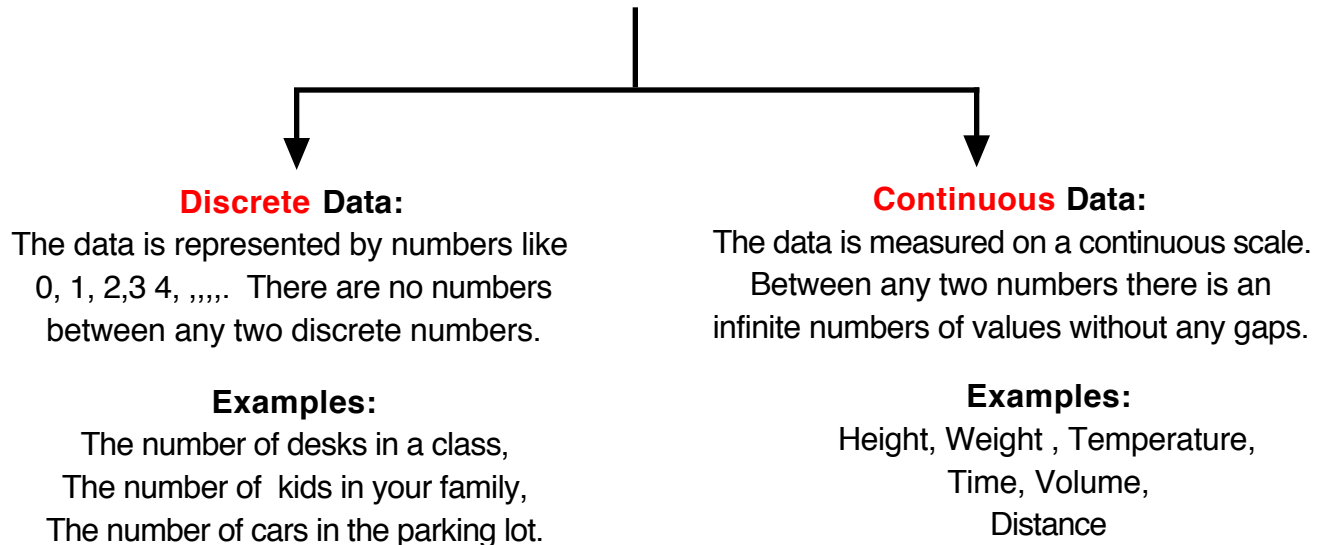 Discrete Data:
The data is represented by numbers like
0, 1, 2,3 4, ,,,,. There are no numbers
between any two discrete numbers.
Examples:
The number of desks in a class,
The number of kids in your family,
The number of cars in the parking lot.
Continuous Data:
The data is measured on a continuous scale.
Between any two numbers there is an
infinite numbers of values without any gaps.
Examples:
Height, Weight , Temperature,
Time, Volume,
Distance